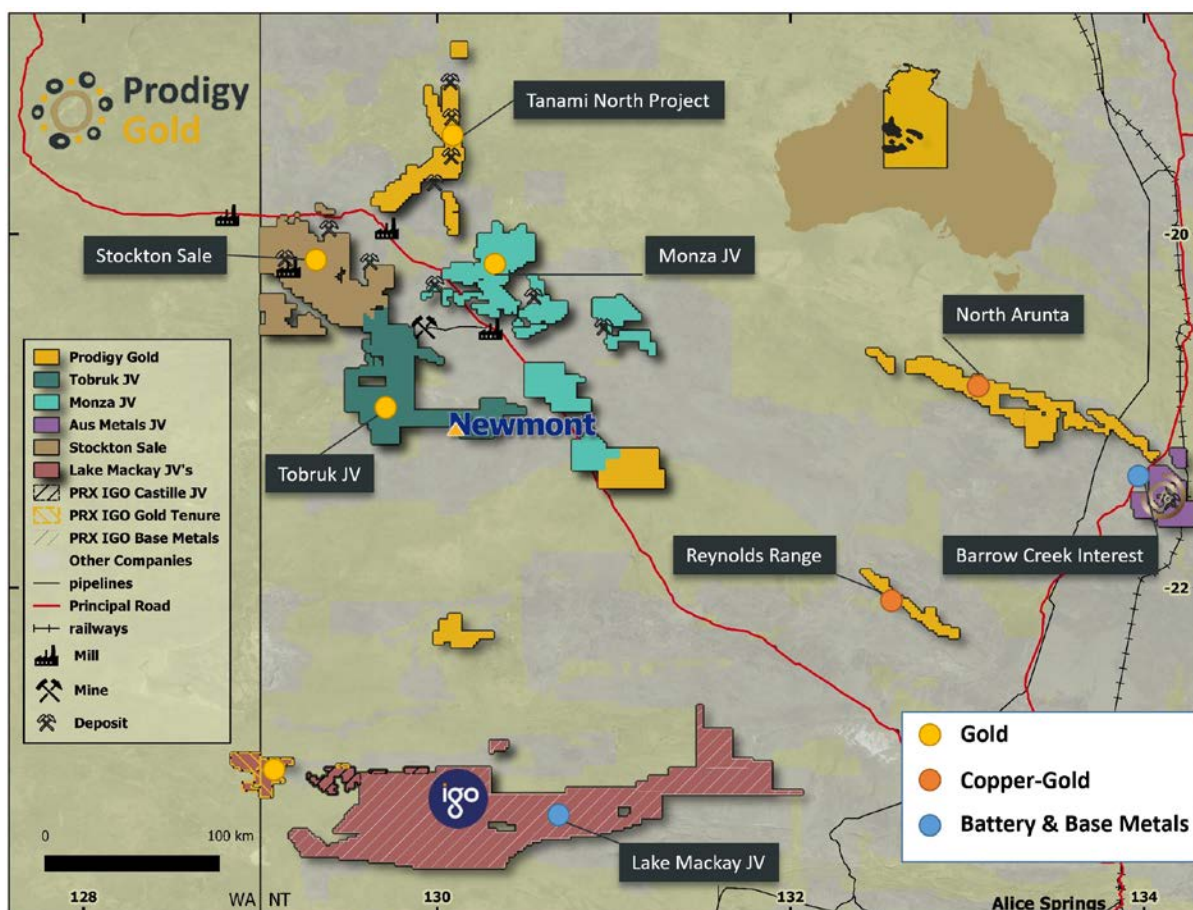 Prodigy
Gold
Tanami North Project
Stockton Sale
Monza JV
-20
North Arunta
Prodigy Gold
Tobruk JV
Monza JV
Aus Metals JV
Stockton Sale
Lake Mackay JV's
PRX IGO Castille JV
PRX IGO Gold Tenure
PRX IGO Base Metals
Other Companies
pipelines
Principal Road
railways
Mill
Mine
Deposit
Newmont
Tobruk JV
Reynolds Range
Barrow Creek Interest
-22
Gold
Copper-Gold
Battery & Base Metals
igo
Lake Mackay JV
0 100 km
128 WA NT 130 132 134
Alice Springs